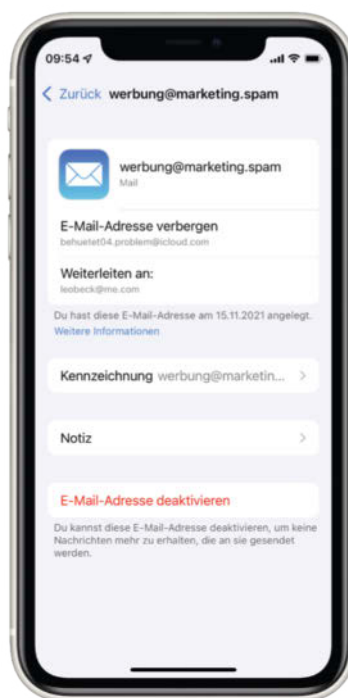 09:54
Zurück werbung@marketing.spam
werbung@marketing.spam
Mail
E-Mail-Adresse verbergen
behuetet04.problem@icloud.com
Weiterleiten an:
leobeck@me.com
Du hast diese E-Mail-Adresse am 15.11.2021 angelegt.
Weitere Informationen
Kennzeichnung werbung@marketin...
Notiz
E-Mail-Adresse deaktivieren
Du kannst diese E-Mail-Adresse deaktivieren, um keine
Nachrichten mehr zu erhalten, die an sie gesendet
werden.